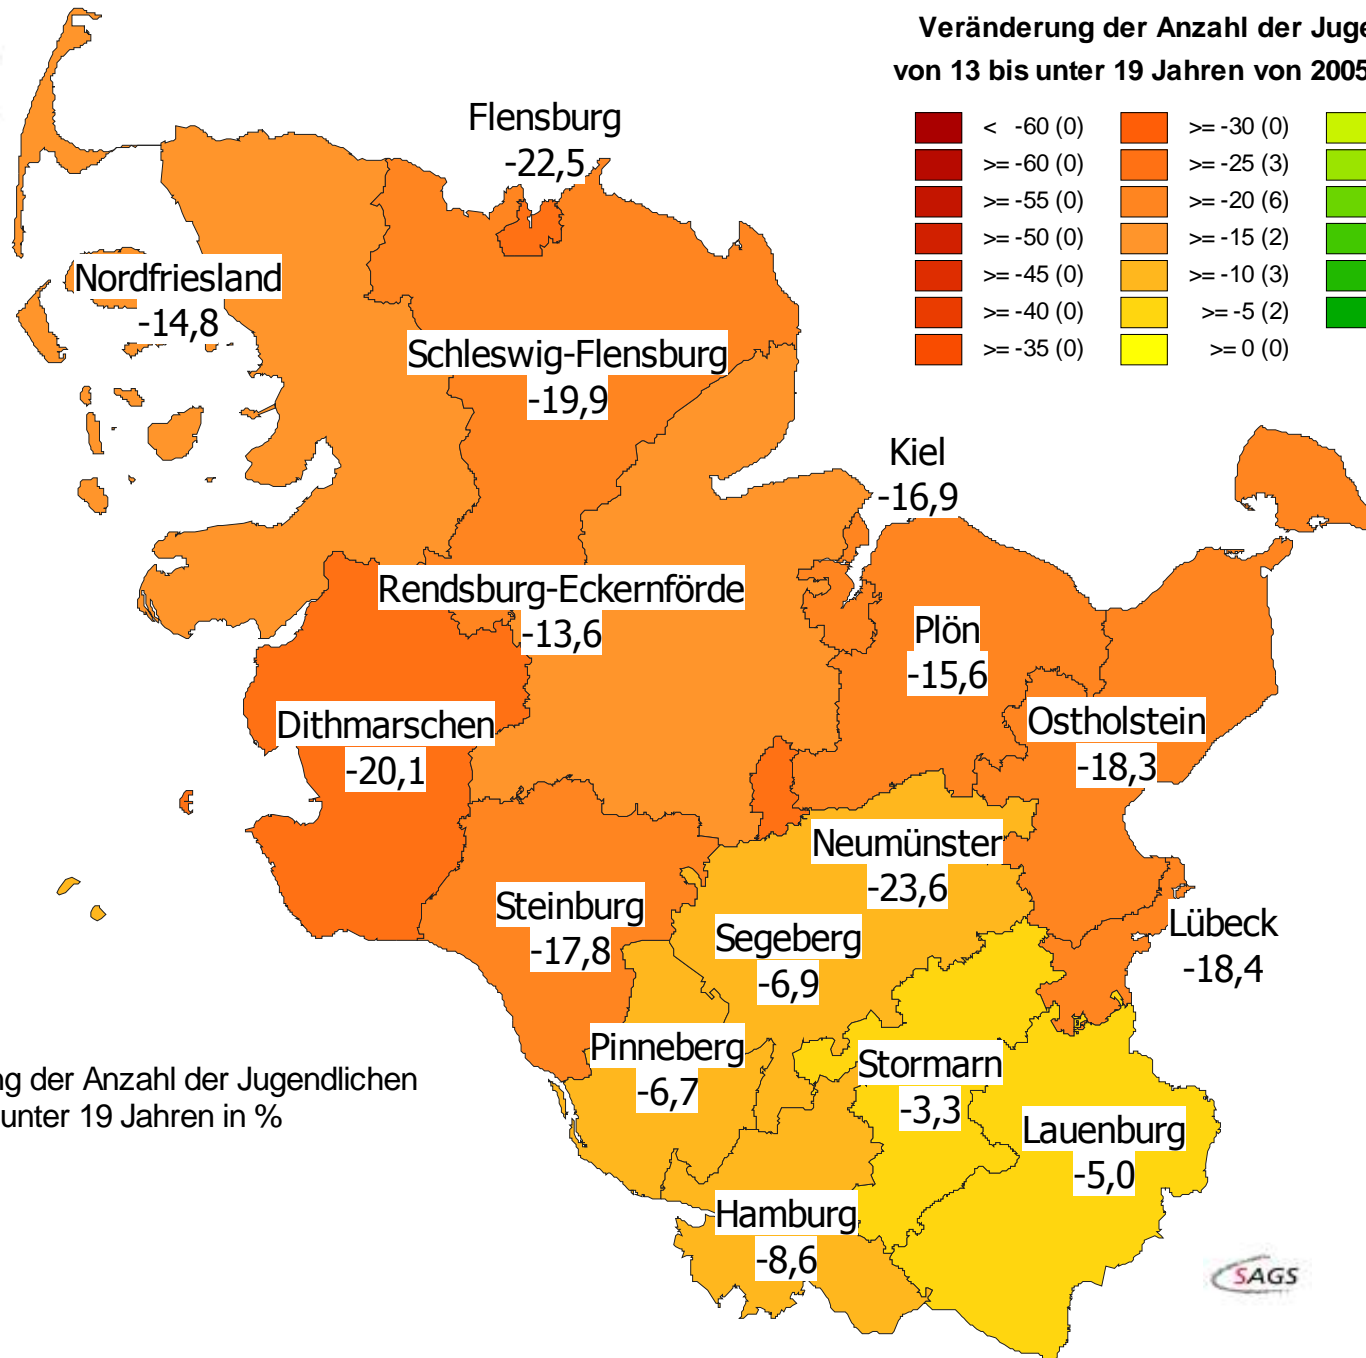 Veränderung der Anzahl der Juge
von 13 bis unter 19 Jahren von 2005
< -60 (0)
>= -60 (0)
>= -55 (0)
>= -50 (0)
>= -45 (0)
>= -40 (0)
>= -35 (0)
>= -30 (0)
>= -25 (3)
>= -20 (6)
>= -15 (2)
>= -10 (3)
>= -5 (2)
>= 0 (0)
Flensburg
-22,5
Nordfriesland
-14,8
Schleswig-Flensburg
-19,9
Kiel
-16,9
Rendsburg-Eckernförde
-13,6
Plön
-15,6
Ostholstein
-18,3
Dithmarschen
-20,1
Neumünster
-23,6
Steinburg
-17,8
Segeberg
-6,9
Lübeck
-18,4
Pinneberg
-6,7
Stormarn
-3,3
Lauenburg
-5,0
Hamburg
-8,6
ng der Anzahl der Jugendlichen
unter 19 Jahren in %
SAGS